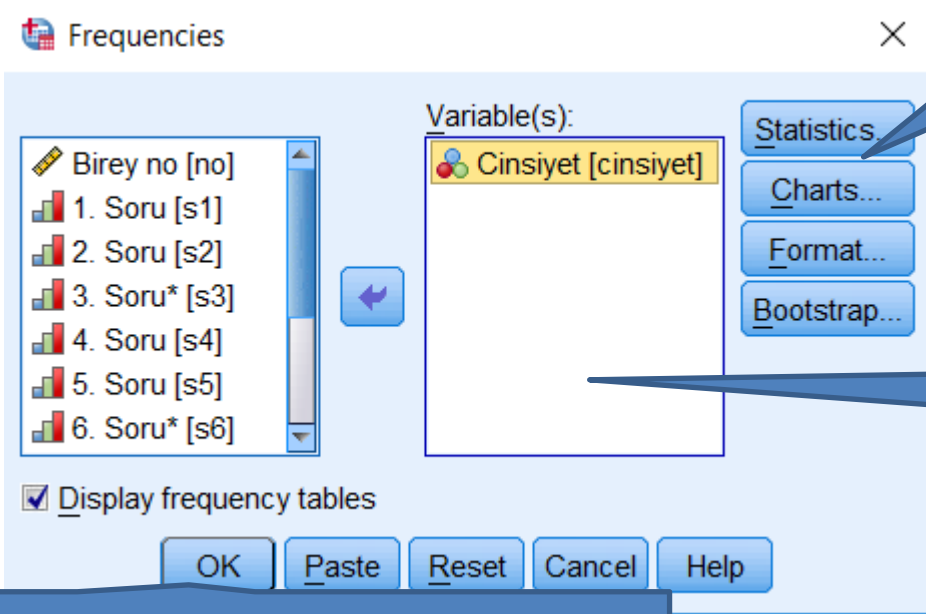 Frequencies
Variable(s):
Birey no [no]
1. Soru [s1]
2. Soru [s2]
3. Soru* [s3]
4. Soru [s4]
5. Soru [s5]
6. Soru* [s6]
Cinsiyet [cinsiyet]
Statistics...
Charts...
Format...
Bootstrap...
Display frequency tables
OK Paste Reset Cancel Help